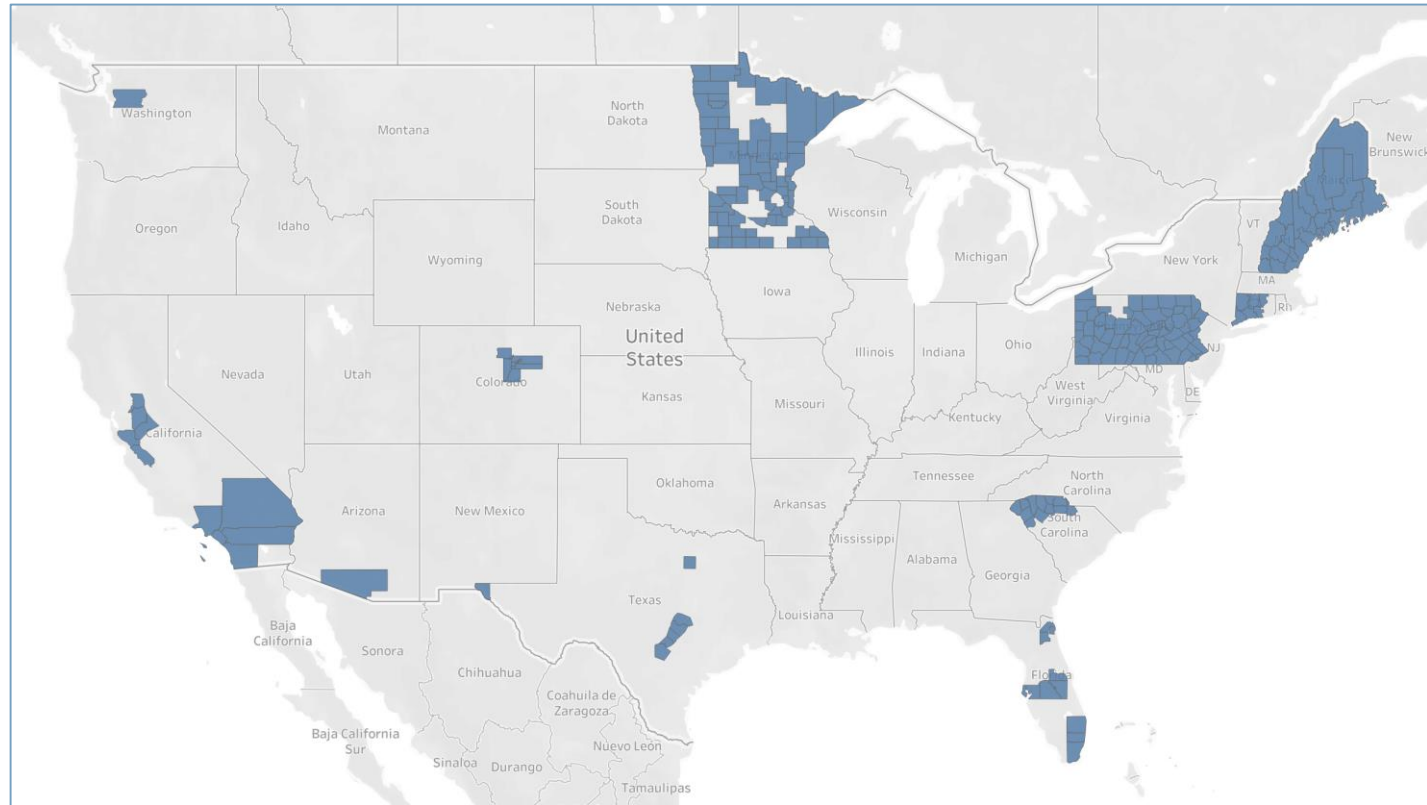 New
Brunswick
Washington
Montana
North
Dakota
Minnesota
Maine
Oregon
Idaho
South
Dakota
Wisconsin
VT
Wyoming
Michigan
New York
MA
Iowa
RI
Nebraska
United
States
Nevada
Utah
Colorado
Illinois
Indiana
Ohio
NJ
MD
Kansas
Missouri
West
Virginia
DE
Virginia
California
Kentucky
Tennessee
North
Carolina
Oklahoma
Arizona
New Mexico
Arkansas
South
Carolina
Mississippi
Alabama
Georgia
Texas
Louisiana
Baja
California
Sonora
Chihuahua
Florida
Coahuila de
Zaragoza
Baja California
Sur
Nuevo León
Sinaloa
Durango
Tamaulipas